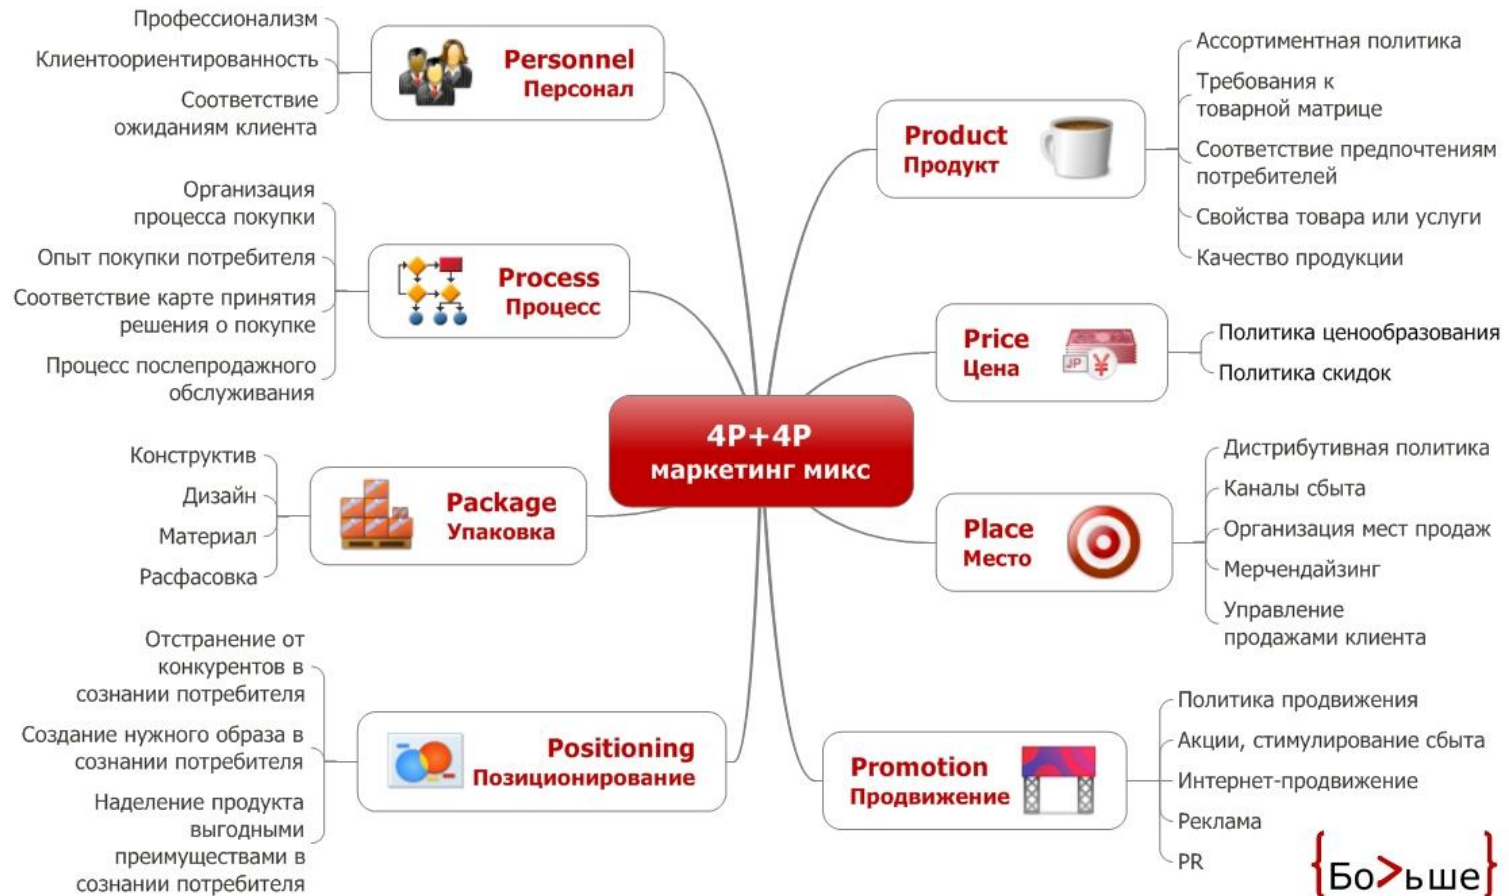 Профессионализм
Клиентоориентированность
Соответствие
ожиданиям клиента
Personnel
Персонал
Организация
процесса покупки
Опыт покупки потребителя
Соответствие карте принятия
решения о покупке
Процесс послепродажного
обслуживания
Process
Процесс
Конструктив
Дизайн
Материал
Расфасовка
Package
Упаковка
Отстранение от
конкурентов в
сознании потребителя
Создание нужного образа в
сознании потребителя
Наделение продукта
выгодными
преимуществами в
сознании потребителя
Positioning
Позиционирование
4P+4P
маркетинг микс
Product
Продукт
Ассортиментная политика
Требования к
товарной матрице
Соответствие предпочтениям
потребителей
Свойства товара или услуги
Качество продукции
Price
Цена
JP ¥
Политика ценообразования
Политика скидок
Place
Место
Дистрибутивная политика
Каналы сбыта
Организация мест продаж
Мерчендайзинг
Управление
продажами клиента
Promotion
Продвижение
Политика продвижения
Акции, стимулирование сбыта
Интернет-продвижение
Реклама
PR
{Бо>ьше}